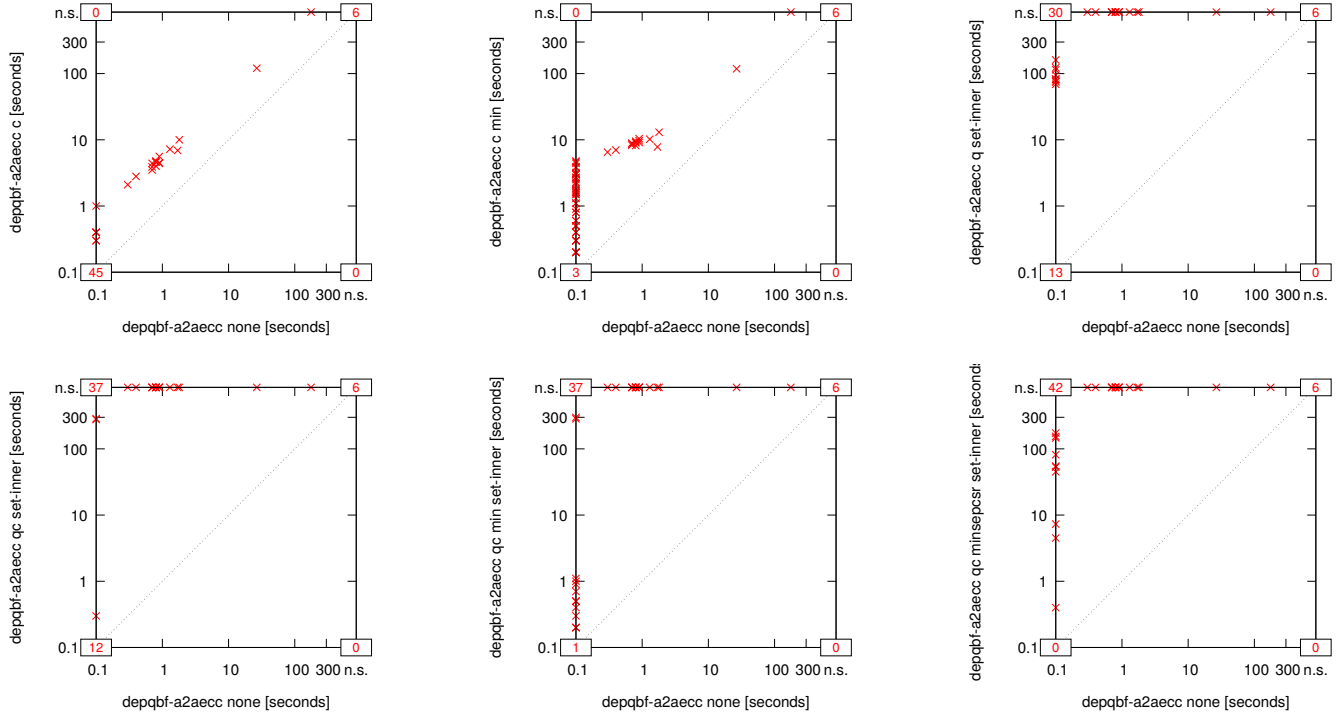 n.s. 0 6
300
100
10
1
0.1 45 0
0.1 1 10 100 300 n.s.
depqbf-a2aecc none [seconds]
depqbf-a2aecc c [seconds]
n.s. 0 6
300
100
10
1
0.1 3 0
0.1 1 10 100 300 n.s.
depqbf-a2aecc none [seconds]
depqbf-a2aecc c min [seconds]
n.s. 30 6
300
100
10
1
0.1 13 0
0.1 1 10 100 300 n.s.
depqbf-a2aecc none [seconds]
depqbf-a2aecc q set-inner [seconds]
n.s. 37 6
300
100
10
1
0.1 12 0
0.1 1 10 100 300 n.s.
depqbf-a2aecc none [seconds]
depqbf-a2aecc qc set-inner [seconds]
n.s. 37 6
300
100
10
1
0.1 1 0
0.1 1 10 100 300 n.s.
depqbf-a2aecc none [seconds]
depqbf-a2aecc qc min set-inner [seconds]
n.s. 42 6
300
100
10
1
0.1 0 0
0.1 1 10 100 300 n.s.
depqbf-a2aecc none [seconds]
depqbf-a2aecc qc minsepcsr set-inner [second